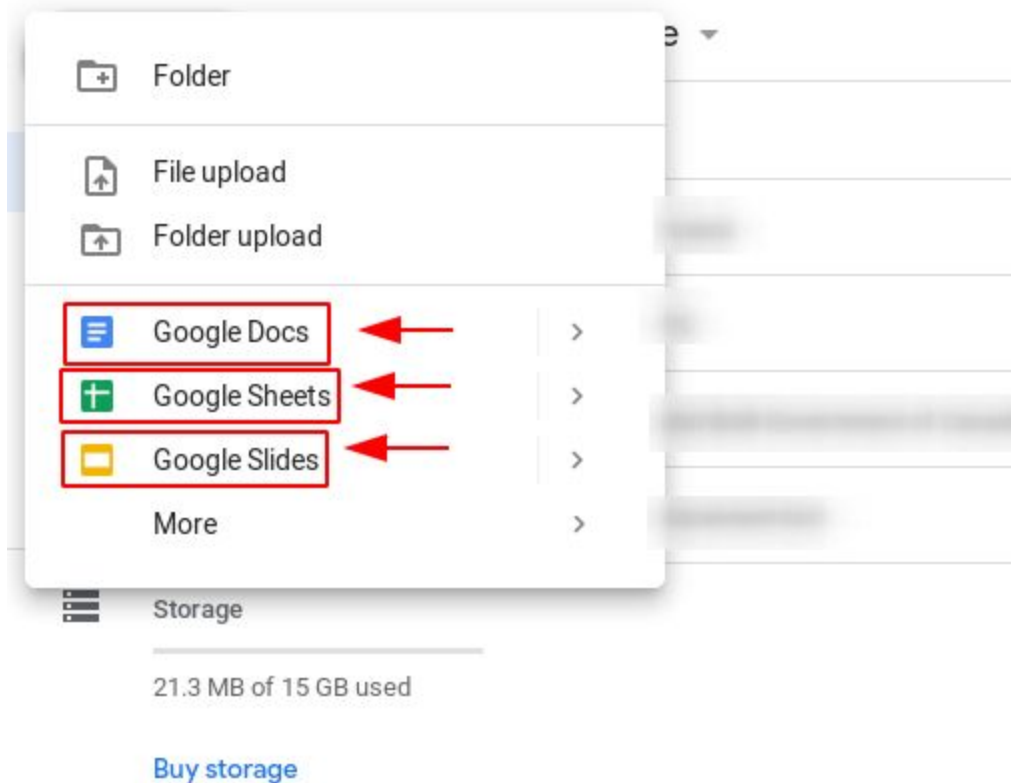 Folder
File upload
Folder upload
Google Docs
Google Sheets
Google Slides
More
Storage
21.3 MB of 15 GB used
Buy storage